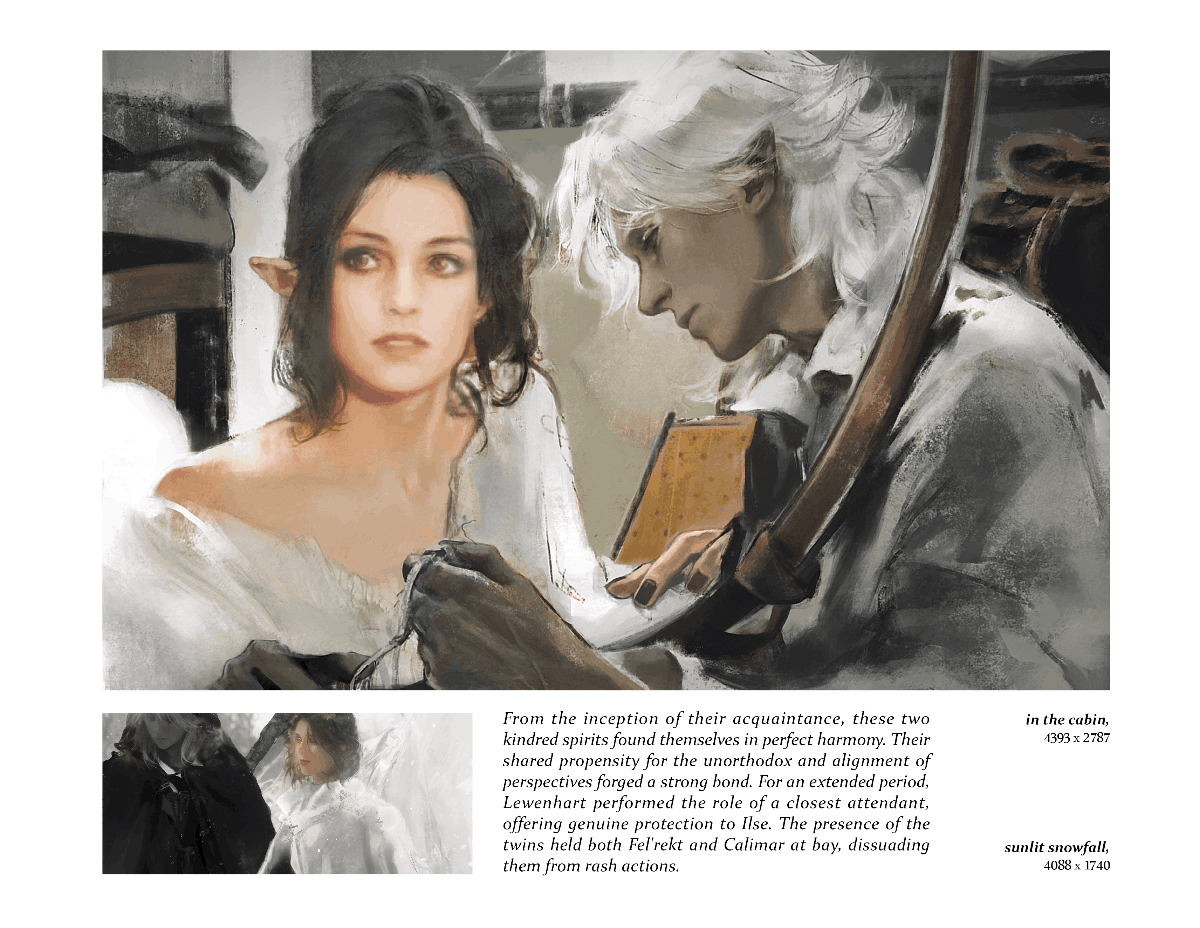 From the inception of their acquaintance, these two
kindred spirits found themselves in perfect harmony. Their
shared propensity for the unorthodox and alignment of
perspectives forged a strong bond. For an extended period,
Lewenhart performed the role of a closest attendant,
offering genuine protection to Ilse. The presence of the
twins held both Fel'rekt and Calimar at bay, dissuading
them from rash actions.
in the cabin,
4393 x 2787
sunlit snowfall,
4088 x 1740